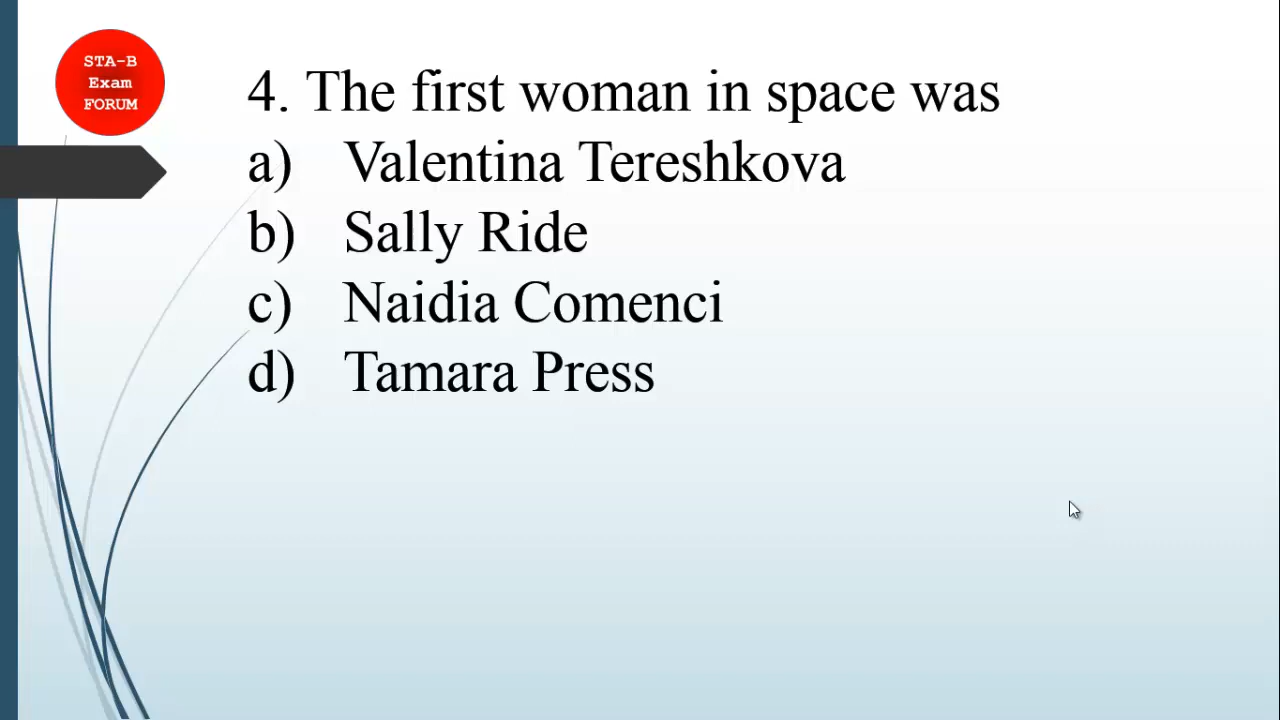 STA-B
Exam
FORUM
4. The first woman in space was
a) Valentina Tereshkova
b) Sally Ride
c) Naidia Comenci
d) Tamara Press